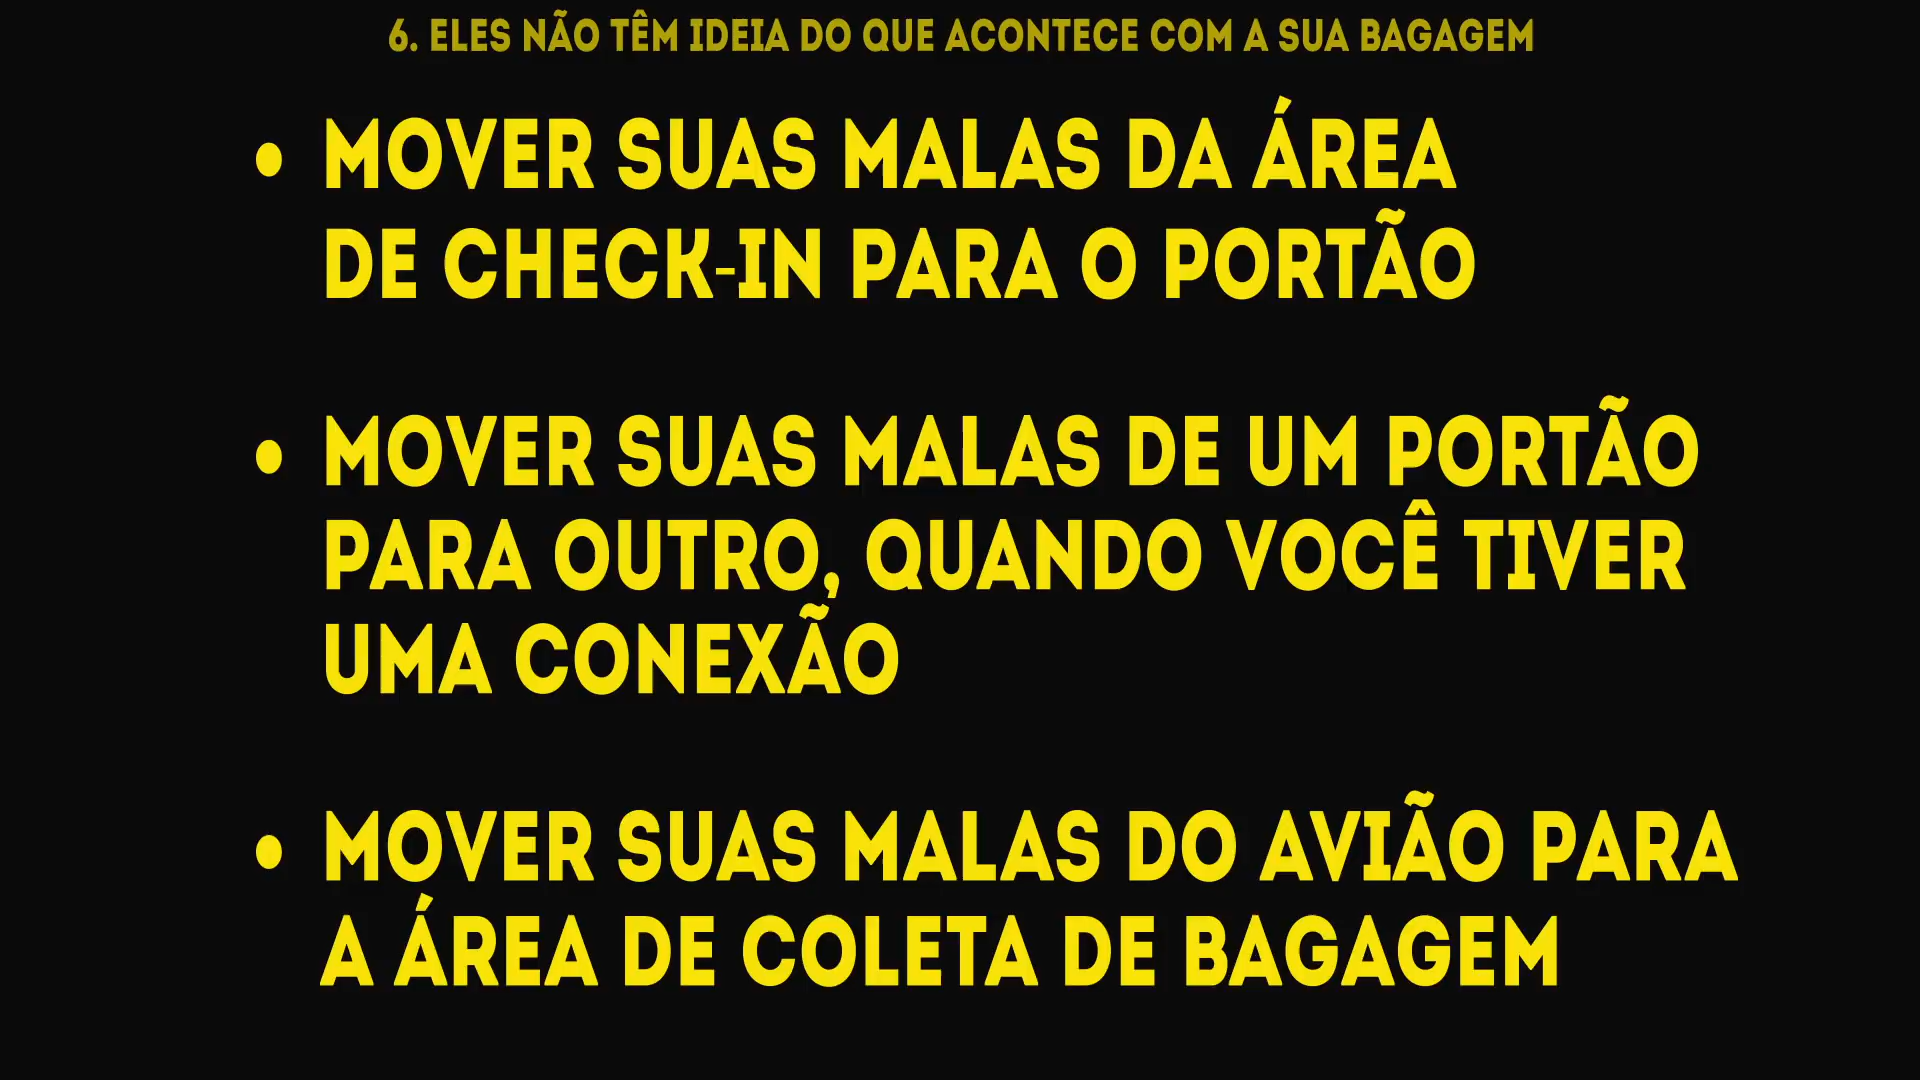 6. ELES NÃO TÊM IDEIA DO QUE ACONTECE COM A SUA BAGAGEM
• MOVER SUAS MALAS DA ÁREA
DE CHECK-IN PARA O PORTÃO
• MOVER SUAS MALAS DE UM PORTÃO
PARA OUTRO, QUANDO VOCÊ TIVER
UMA CONEXÃO
• MOVER SUAS MALAS DO AVIÃO PARA
A ÁREA DE COLETA DE BAGAGEM